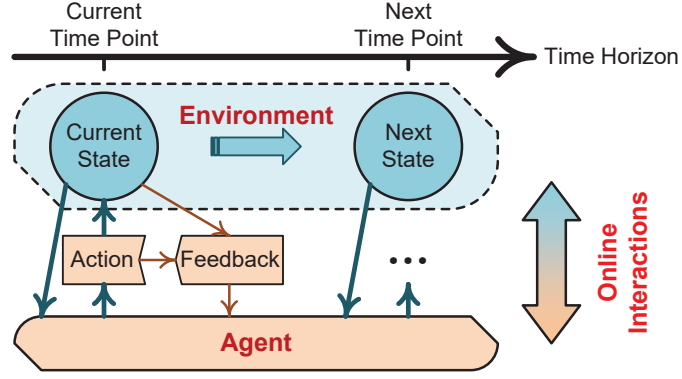 Current
Time Point
Next
Time Point
Time Horizon
Environment
Current
State
Next
State
Action
Feedback
...
Agent
Online
Interactions